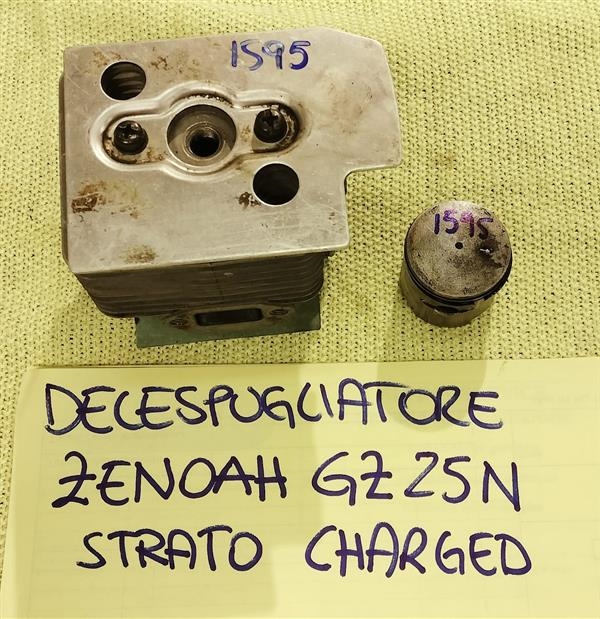 1595
1595
DECESPUGLIATORE
ZENOAH GZ25N
STRATO CHARGED